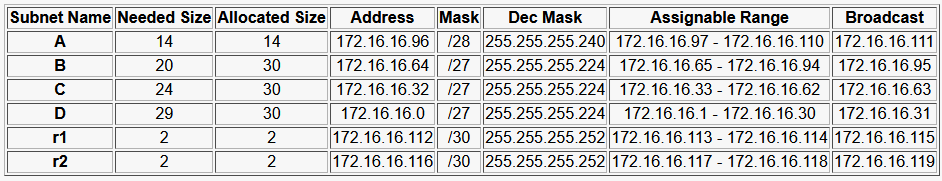 Subnet Name Needed Size Allocated Size Address Mask Dec Mask Assignable Range Broadcast
A 14 14 172.16.16.96 /28 255.255.255.240 172.16.16.97 - 172.16.16.110 172.16.16.111
B 20 30 172.16.16.64 /27 255.255.255.224 172.16.16.65 - 172.16.16.94 172.16.16.95
C 24 30 172.16.16.32 /27 255.255.255.224 172.16.16.33 - 172.16.16.62 172.16.16.63
D 29 30 172.16.16.0 /27 255.255.255.224 172.16.16.1 - 172.16.16.30 172.16.16.31
r1 2 2 172.16.16.112 /30 255.255.255.252 172.16.16.113 - 172.16.16.114 172.16.16.115
r2 2 2 172.16.16.116 /30 255.255.255.252 172.16.16.117 - 172.16.16.118 172.16.16.119